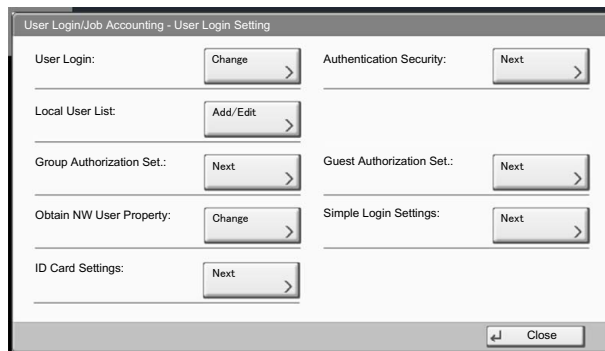 User Login/Job Accounting - User Login Setting
User Login: Change Authentication Security: Next
Local User List: Add/Edit
Group Authorization Set.: Next Guest Authorization Set.: Next
Obtain NW User Property: Change Simple Login Settings: Next
ID Card Settings: Next
Close